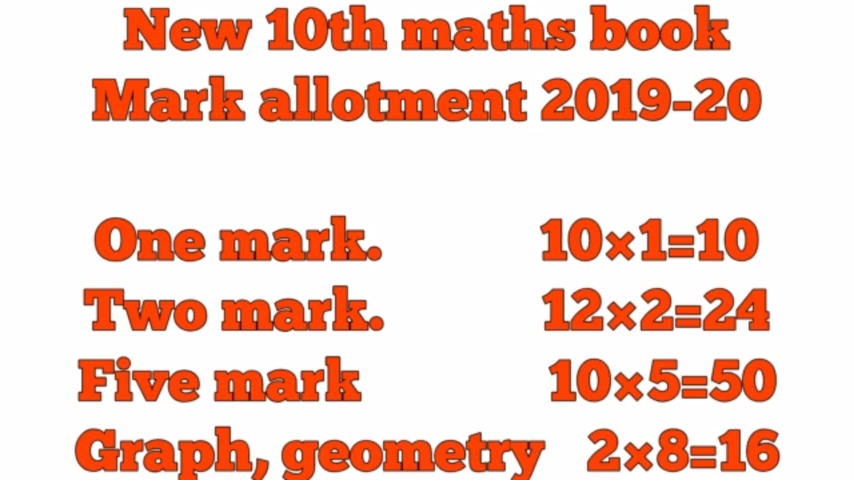 New 10th maths book
Mark allotment 2019-20
One mark. 10×1=10
Two mark. 12×2=24
Five mark 10×5=50
Graph, geometry 2×8=16